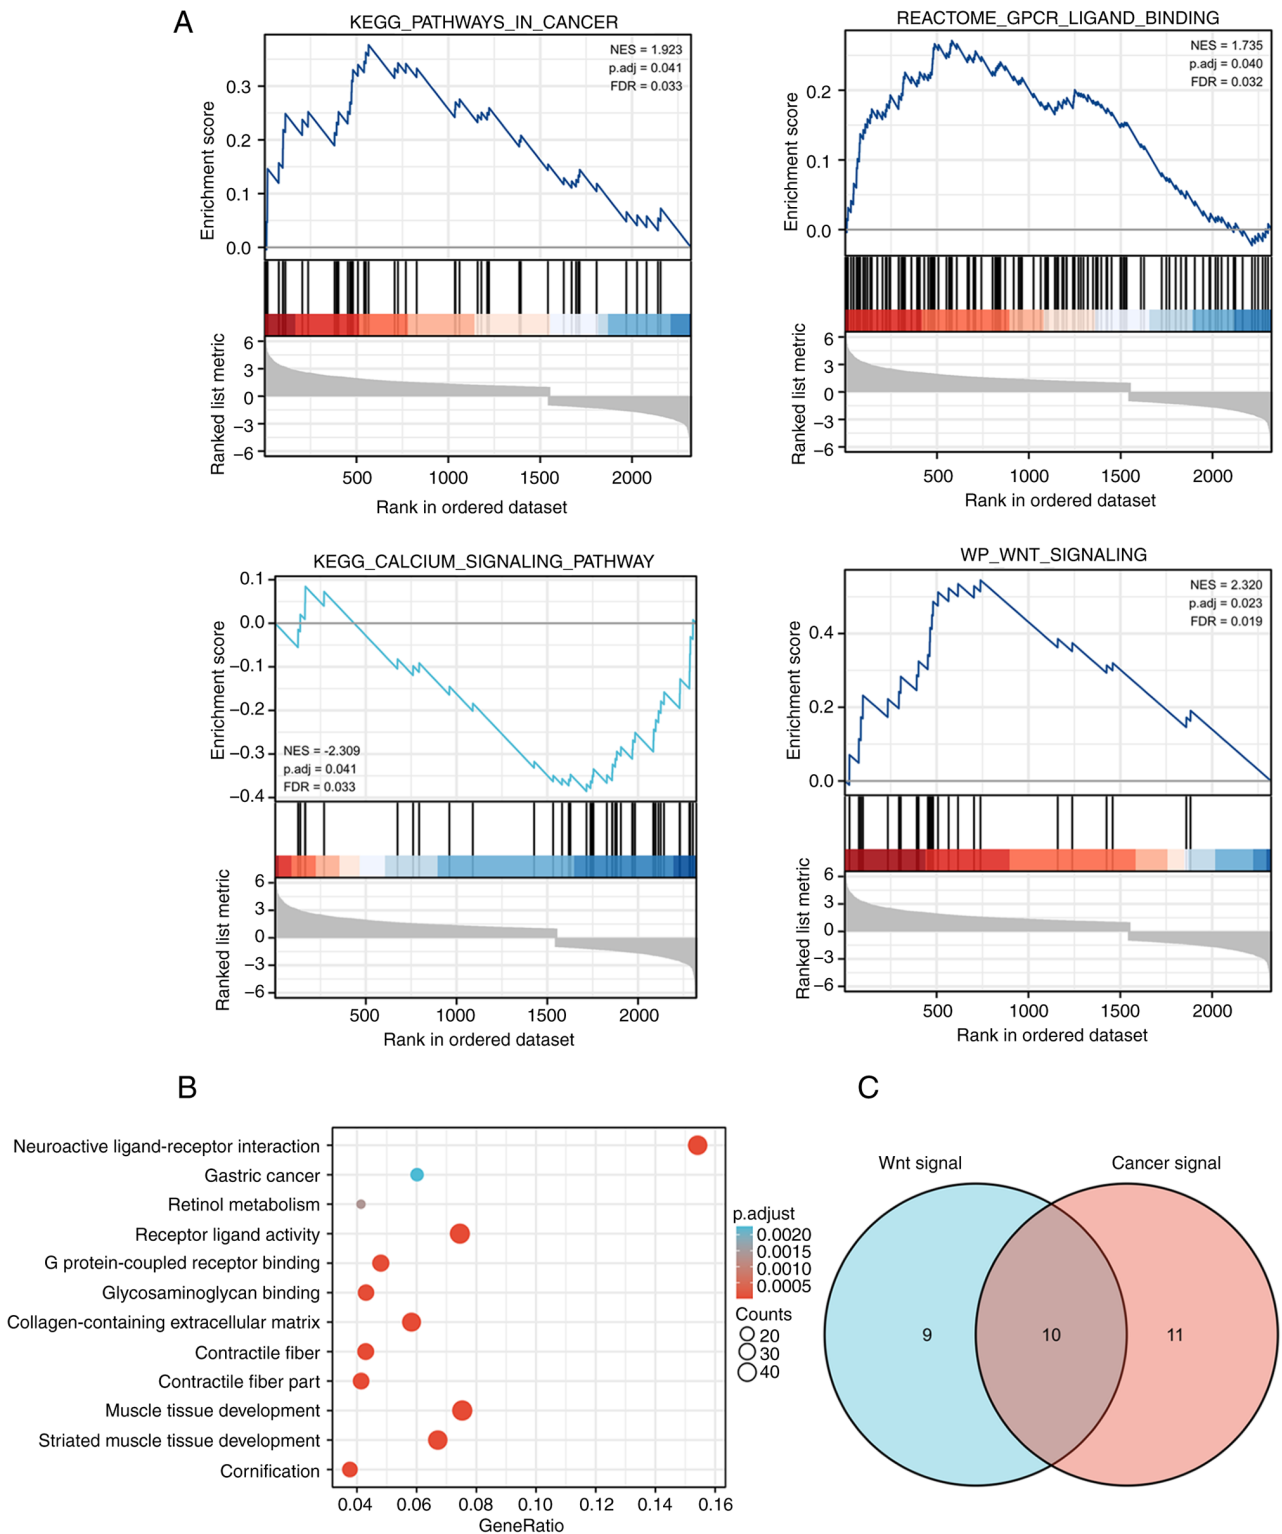 A
KEGG_PATHWAYS_IN_CANCER
NES = 1.923
p.adj = 0.041
FDR = 0.033
Enrichment score
0.3
0.2
0.1
0.0
Ranked list metric
6
3
0
−3
−6
500 1000 1500 2000
Rank in ordered dataset
REACTOME_GPCR_LIGAND_BINDING
NES = 1.735
p.adj = 0.040
FDR = 0.032
Enrichment score
0.2
0.1
0.0
Ranked list metric
6
3
0
−3
−6
500 1000 1500 2000
Rank in ordered dataset
KEGG_CALCIUM_SIGNALING_PATHWAY
Enrichment score
0.1
0.0
−0.1
−0.2
−0.3
−0.4
NES = -2.309
p.adj = 0.041
FDR = 0.033
Ranked list metric
6
3
0
−3
−6
500 1000 1500 2000
Rank in ordered dataset
WP_WNT_SIGNALING
NES = 2.320
p.adj = 0.023
FDR = 0.019
Enrichment score
0.4
0.2
0.0
Ranked list metric
6
3
0
−3
−6
500 1000 1500 2000
Rank in ordered dataset
B
Neuroactive ligand-receptor interaction
Gastric cancer
Retinol metabolism
Receptor ligand activity
G protein-coupled receptor binding
Glycosaminoglycan binding
Collagen-containing extracellular matrix
Contractile fiber
Contractile fiber part
Muscle tissue development
Striated muscle tissue development
Cornification
0.04 0.06 0.08 0.10 0.12 0.14 0.16
GeneRatio
p.adjust
0.0020
0.0015
0.0010
0.0005
Counts
20
30
40
C
Wnt signal
Cancer signal
9 10 11